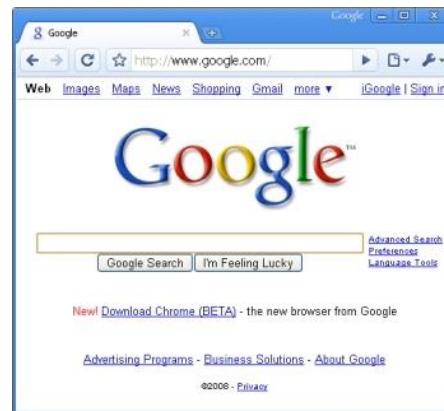 Google
Google
http://www.google.com/
Web Images Maps News Shopping Gmail more ▼ iGoogle | Sign in
Google™
Advanced Search
Preferences
Language Tools
Google Search I'm Feeling Lucky
New! Download Chrome (BETA) - the new browser from Google
Advertising Programs - Business Solutions - About Google
©2008 - Privacy